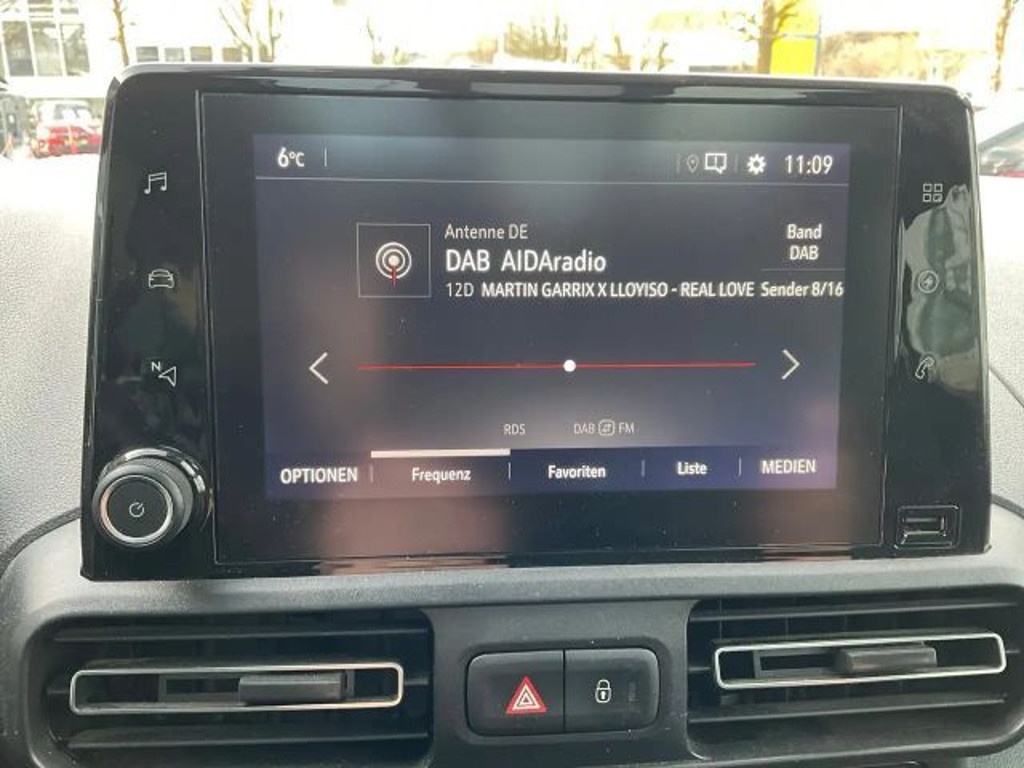 6°C
11:09
Antenne DE
DAB AIDAradio
12D MARTIN GARRIX X LLOYISO - REAL LOVE
Band
DAB
Sender 8/16
N
RDS
DAB FM
OPTIONEN
Frequenz
Favoriten
Liste
MEDIEN